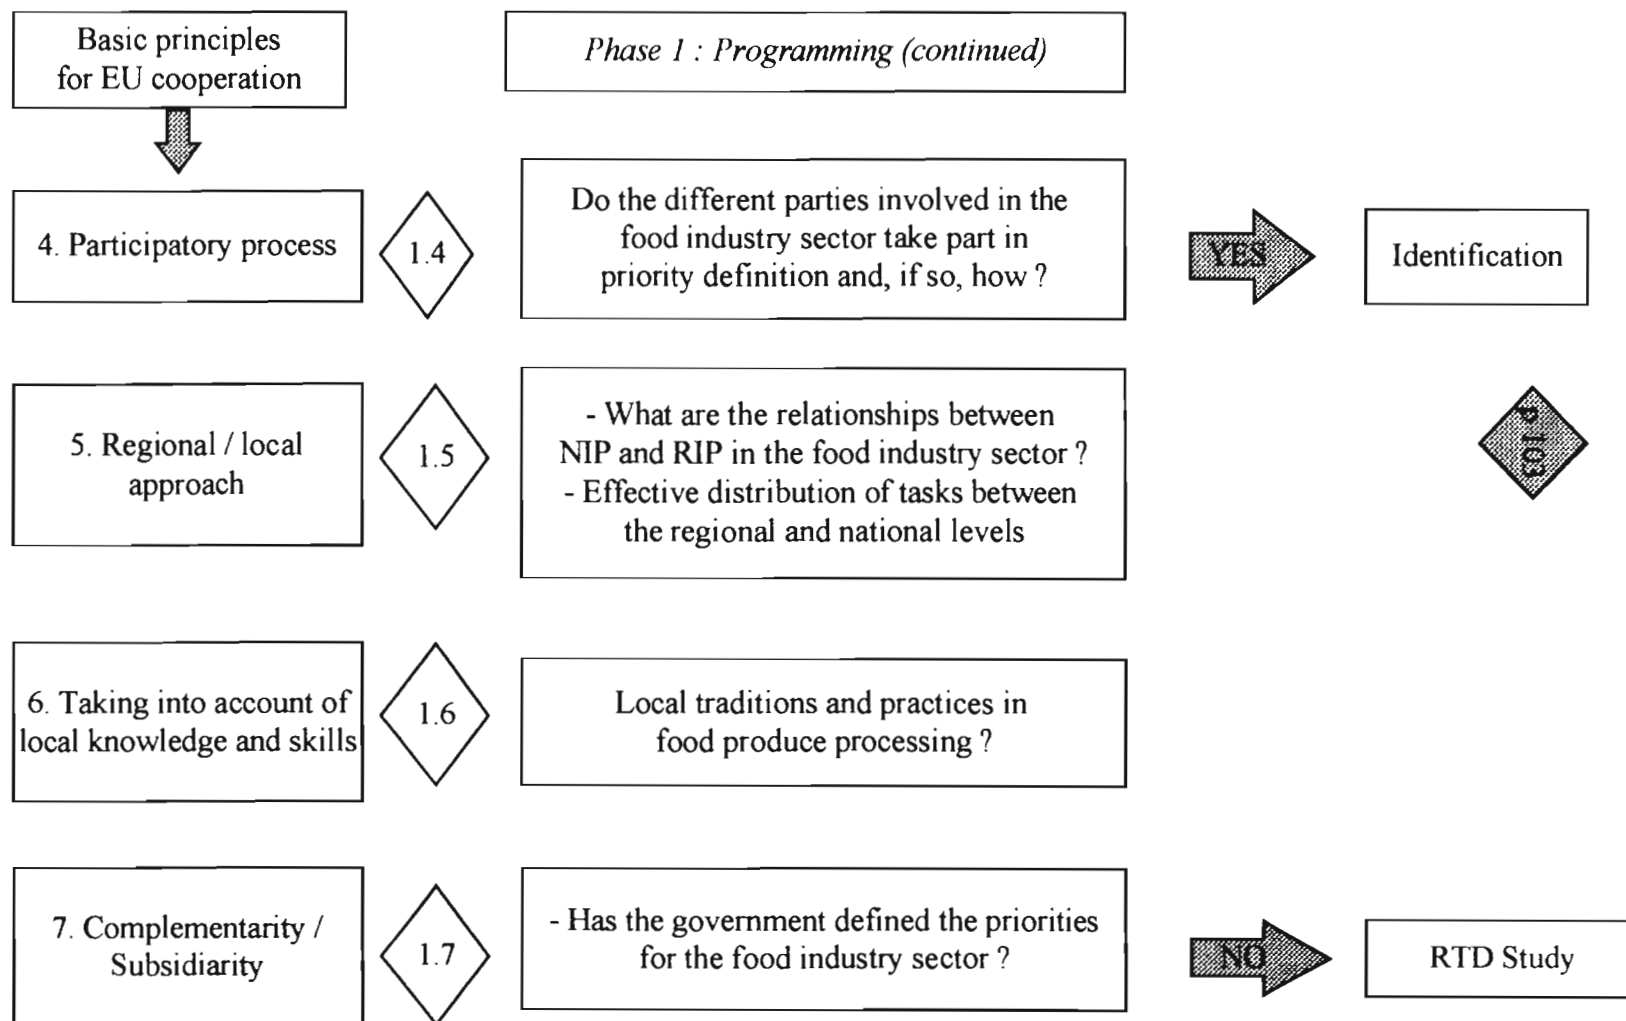 Basic principles
for EU cooperation
Phase 1 : Programming (continued)
4. Participatory process
1.4
Do the different parties involved in the
food industry sector take part in
priority definition and, if so, how ?
YES
Identification
5. Regional / local
approach
1.5
- What are the relationships between
NIP and RIP in the food industry sector ?
- Effective distribution of tasks between
the regional and national levels
P 103
6. Taking into account of
local knowledge and skills
1.6
Local traditions and practices in
food produce processing ?
7. Complementarity /
Subsidiarity
1.7
- Has the government defined the priorities
for the food industry sector ?
NO
RTD Study